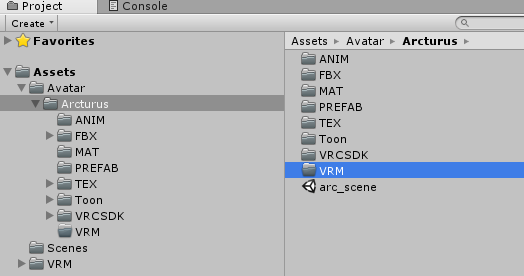 Project
Console
Create
Favorites
Assets
Avatar
Arcturus
ANIM
FBX
MAT
PREFAB
TEX
Toon
VRCSDK
VRM
Scenes
VRM
Assets Avatar Arcturus
ANIM
FBX
MAT
PREFAB
TEX
Toon
VRCSDK
VRM
arc_scene